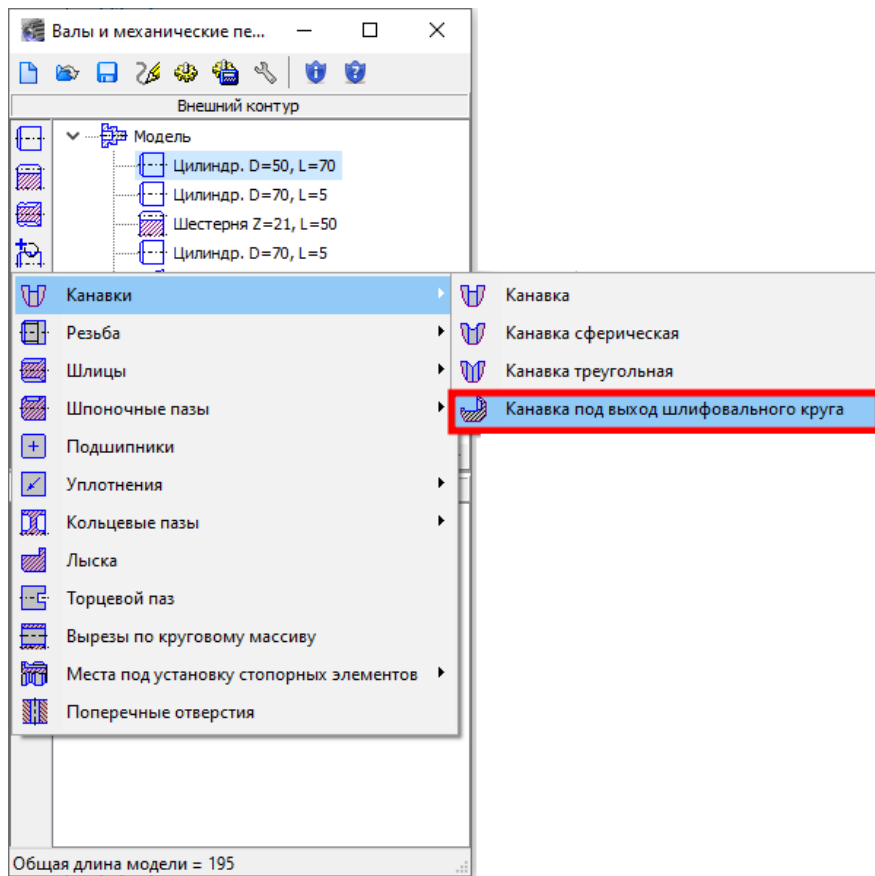 Валы и механические пе...
Внешний контур
Модель
Цилиндр. D=50, L=70
Цилиндр. D=70, L=5
Шестерня Z=21, L=50
Цилиндр. D=70, L=5
Канавки
Резьба
Шлицы
Шпоночные пазы
Подшипники
Уплотнения
Кольцевые пазы
Лыска
Торцевой паз
Вырезы по круговому массиву
Места под установку стопорных элементов
Поперечные отверстия
Канавка
Канавка сферическая
Канавка треугольная
Канавка под выход шлифовального круга
Общая длина модели = 195